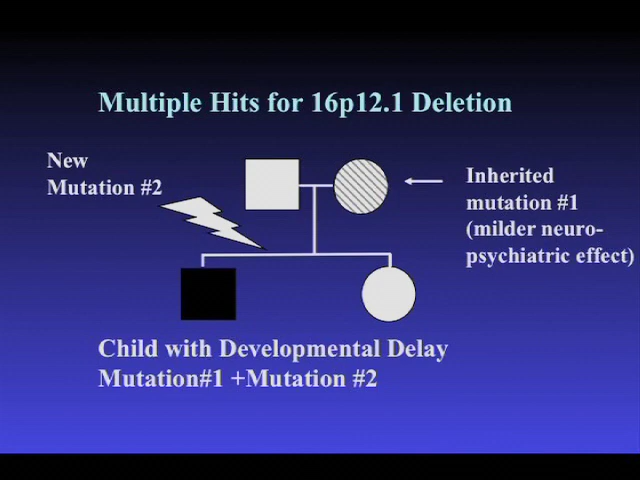 Multiple Hits for 16p12.1 Deletion
New
Mutation #2
Inherited
mutation #1
(milder neuro-
psychiatric effect)
Child with Developmental Delay
Mutation#1 +Mutation #2